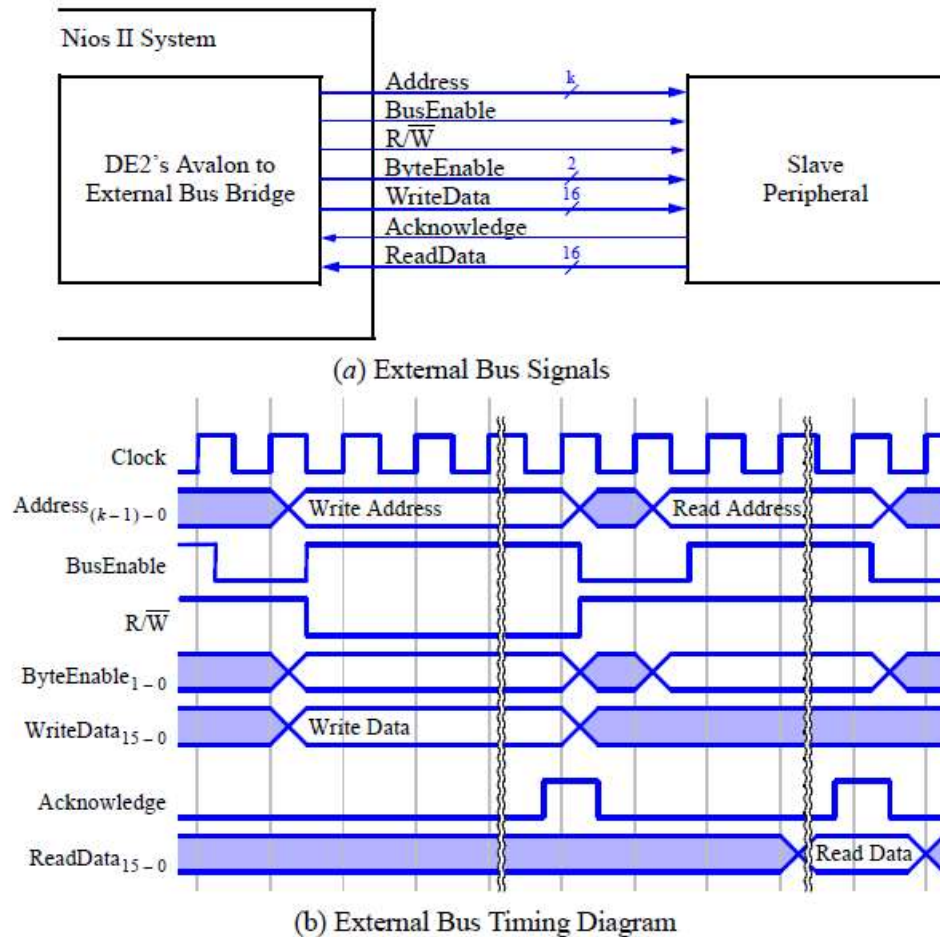 Nios II System
DE2's Avalon to
External Bus Bridge
Address k
BusEnable
R/W̅
ByteEnable 2
WriteData 16
Acknowledge
ReadData 16
Slave
Peripheral
(a) External Bus Signals
Clock
Address(k−1)−0 Write Address Read Address
BusEnable
R/W̅
ByteEnable1−0
WriteData15−0 Write Data
Acknowledge
ReadData15−0 Read Data
(b) External Bus Timing Diagram